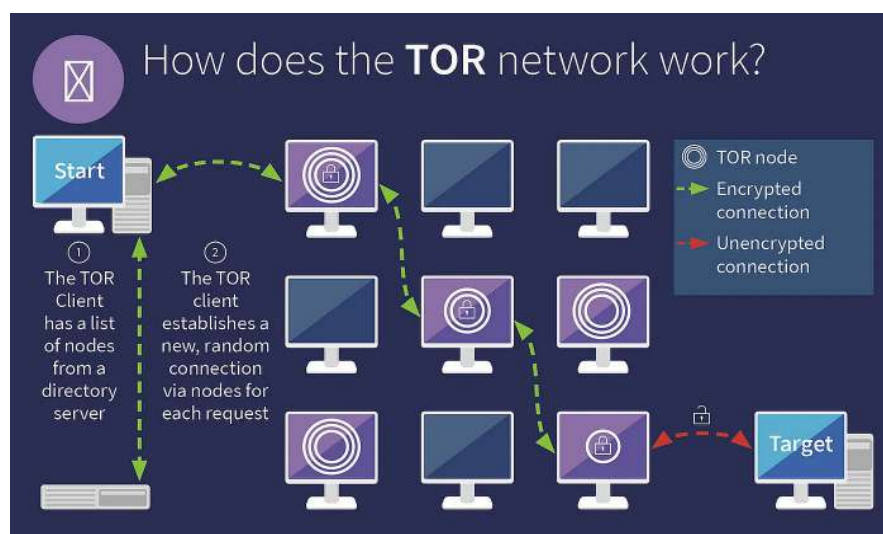 How does the TOR network work?
Start
1
The TOR
Client
has a list
of nodes
from a
directory
server
2
The TOR
client
establishes a
new, random
connection
via nodes for
each request
TOR node
Encrypted
connection
Unencrypted
connection
Target